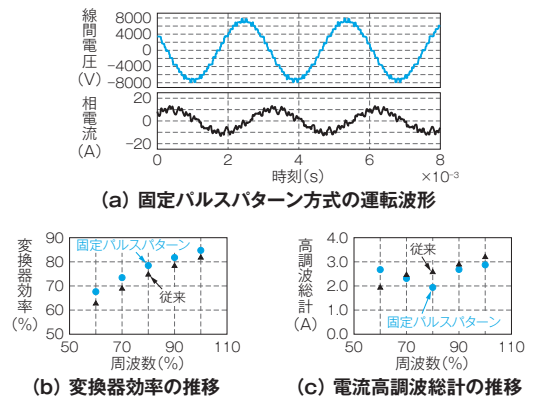 線間電圧(V)
8000
4000
0
−4000
−8000
相電流(A)
20
0
−20
0 2 4 6 8
時刻(s) ×10⁻³
(a) 固定パルスパターン方式の運転波形
変換器効率(%)
90
80
70
60
50
固定パルスパターン
従来
50 70 90 110
周波数(%)
(b) 変換器効率の推移
高調波総計(A)
4.0
3.0
2.0
1.0
0.0
従来
固定パルスパターン
50 70 90 110
周波数(%)
(c) 電流高調波総計の推移